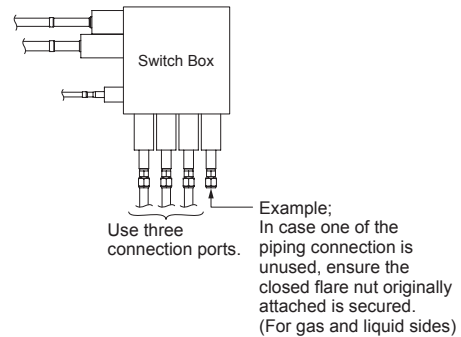 Switch Box
Use three
connection ports.
Example;
In case one of the
piping connection is
unused, ensure the
closed flare nut originally
attached is secured.
(For gas and liquid sides)